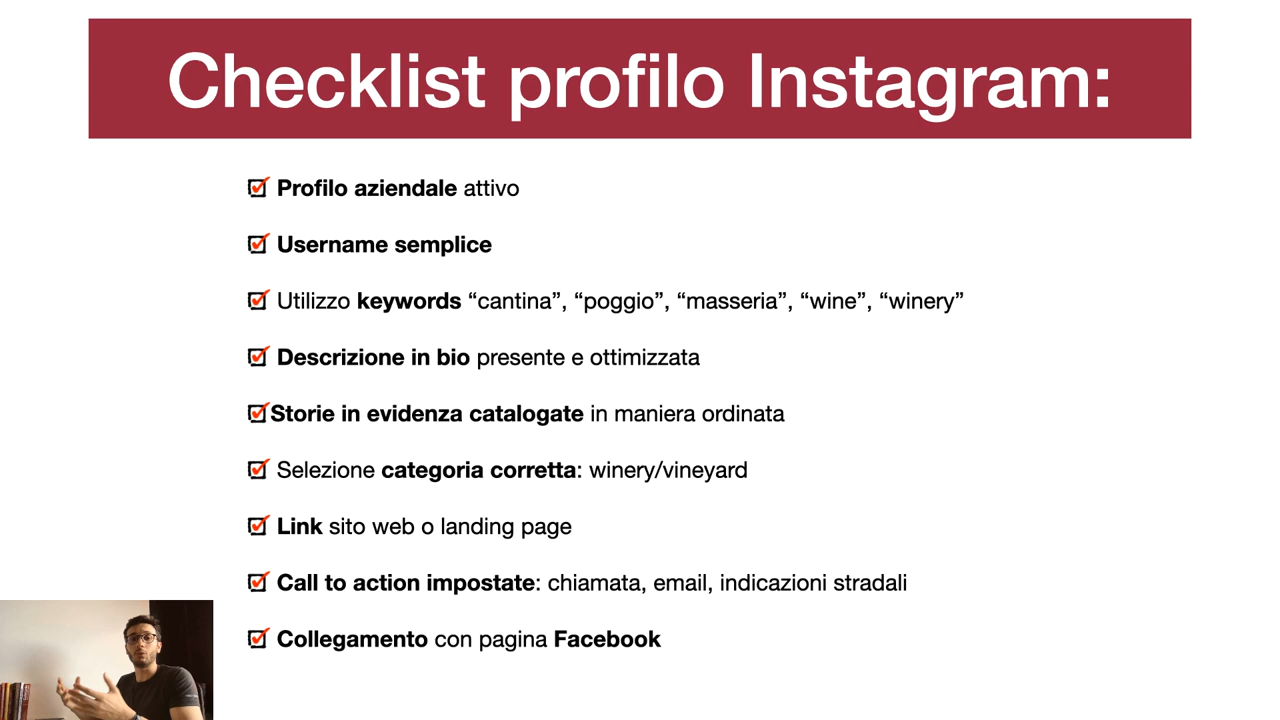 Checklist profilo Instagram:
Profilo aziendale attivo
Username semplice
Utilizzo keywords “cantina”, “poggio”, “masseria”, “wine”, “winery”
Descrizione in bio presente e ottimizzata
Storie in evidenza catalogate in maniera ordinata
Selezione categoria corretta: winery/vineyard
Link sito web o landing page
Call to action impostate: chiamata, email, indicazioni stradali
Collegamento con pagina Facebook